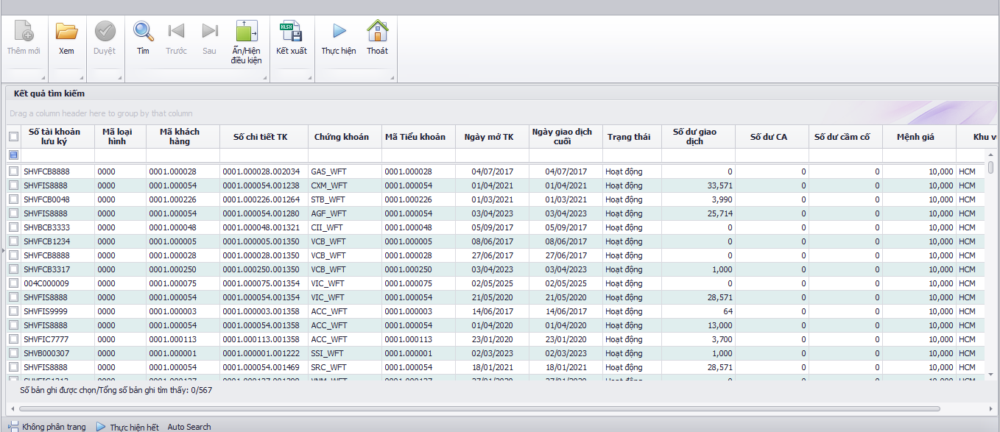 Thêm mới Xem Duyệt Tìm Trước Sau Ẩn/Hiện điều kiện XLSX Kết xuất Thực hiện Thoát
Kết quả tìm kiếm
Drag a column header here to group by that column
Số tài khoản lưu ký Mã loại hình Mã khách hàng Số chi tiết TK Chứng khoán Mã Tiểu khoản Ngày mở TK Ngày giao dịch cuối Trạng thái Số dư giao dịch Số dư CA Số dư cầm cố Mệnh giá Khu v
SHVFCB8888 0000 0001.000028 0001.000028.002034 GAS_WFT 0001.000028 04/07/2017 04/07/2017 Hoạt động 0 0 0 10,000 HCM
SHVFIS8888 0000 0001.000054 0001.000054.001238 CXM_WFT 0001.000054 01/04/2021 01/04/2021 Hoạt động 33,571 0 0 10,000 HCM
SHVFCB0048 0000 0001.000226 0001.000226.001264 STB_WFT 0001.000226 01/03/2021 01/03/2021 Hoạt động 3,990 0 0 10,000 HCM
SHVFIS8888 0000 0001.000054 0001.000054.001280 AGF_WFT 0001.000054 03/04/2023 03/04/2023 Hoạt động 25,714 0 0 10,000 HCM
SHVBCB3333 0000 0001.000048 0001.000048.001321 CII_WFT 0001.000048 05/09/2017 05/09/2017 Hoạt động 0 0 0 10,000 HCM
SHVFCB1234 0000 0001.000005 0001.000005.001350 VCB_WFT 0001.000005 08/06/2017 08/06/2017 Hoạt động 0 0 0 10,000 HCM
SHVFCB8888 0000 0001.000028 0001.000028.001350 VCB_WFT 0001.000028 27/06/2017 27/06/2017 Hoạt động 0 0 0 10,000 HCM
SHVFCB3317 0000 0001.000250 0001.000250.001350 VCB_WFT 0001.000250 03/04/2023 03/04/2023 Hoạt động 1,000 0 0 10,000 HCM
004C000009 0000 0001.000075 0001.000075.001354 VIC_WFT 0001.000075 02/05/2025 02/05/2025 Hoạt động 0 0 0 10,000 HCM
SHVFIS8888 0000 0001.000054 0001.000054.001354 VIC_WFT 0001.000054 21/05/2020 21/05/2020 Hoạt động 28,571 0 0 10,000 HCM
SHVFIS9999 0000 0001.000003 0001.000003.001358 ACC_WFT 0001.000003 14/06/2017 14/06/2017 Hoạt động 64 0 0 10,000 HCM
SHVFIS8888 0000 0001.000054 0001.000054.001358 ACC_WFT 0001.000054 01/04/2020 01/04/2020 Hoạt động 13,000 0 0 10,000 HCM
SHVFIC7777 0000 0001.000113 0001.000113.001358 ACC_WFT 0001.000113 23/01/2020 23/01/2020 Hoạt động 3,700 0 0 10,000 HCM
SHVB000307 0000 0001.000001 0001.000001.001222 SSI_WFT 0001.000001 02/03/2023 02/03/2023 Hoạt động 1,000 0 0 10,000 HCM
SHVFIS8888 0000 0001.000054 0001.000054.001469 SRC_WFT 0001.000054 18/01/2021 18/01/2021 Hoạt động 28,571 0 0 10,000 HCM
Số bản ghi được chọn/Tổng số bản ghi tìm thấy: 0/567
Không phân trang Thực hiện hết Auto Search